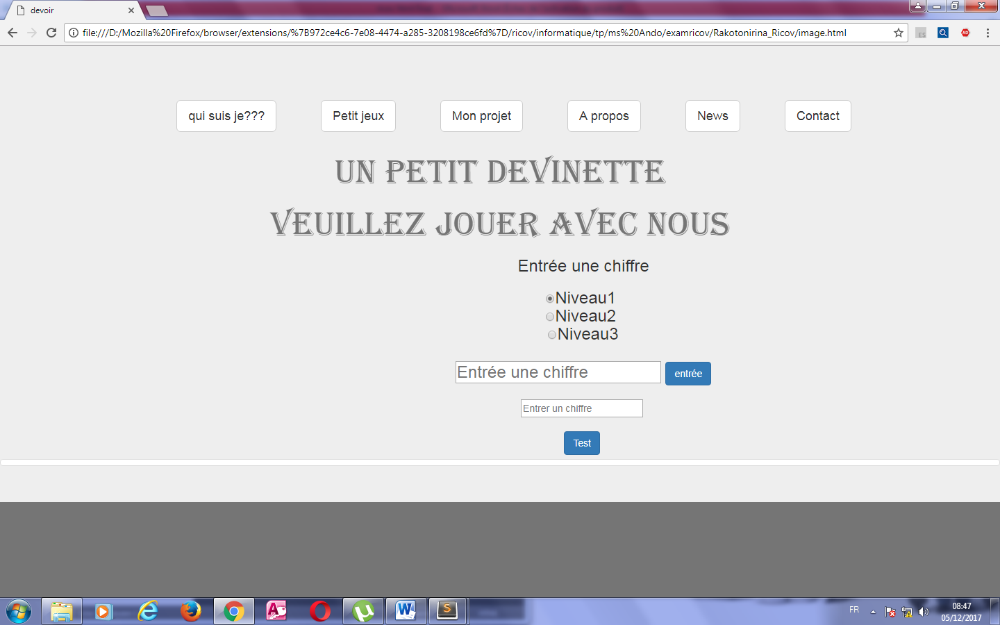 devoir
file:///D:/Mozilla%20Firefox/browser/extensions/%7B972ce4c6-7e08-4474-a285-3208198ce6fd%7D/ricov/informatique/tp/ms%20Ando/examricov/Rakotonirina_Ricov/image.html
ES
AD
qui suis je???
Petit jeux
Mon projet
A propos
News
Contact
UN PETIT DEVINETTE
VEUILLEZ JOUER AVEC NOUS
Entrée une chiffre
Niveau1
Niveau2
Niveau3
Entrée une chiffre
entrée
Entrer un chiffre
Test
FR
08:47
05/12/2017